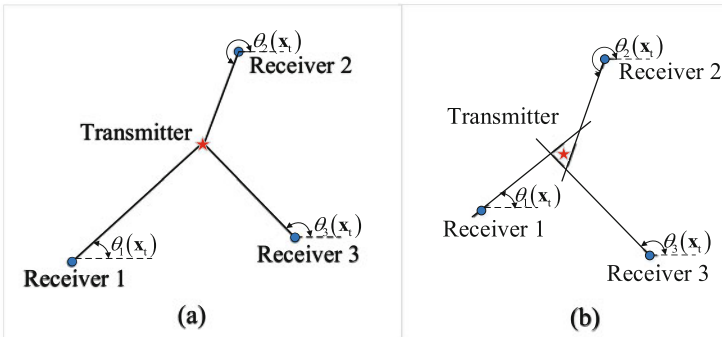 θ₂(𝐱ₜ)
Receiver 2
Transmitter
θ₁(𝐱ₜ)
Receiver 1
θ₃(𝐱ₜ)
Receiver 3
(a)
θ₂(𝐱ₜ)
Receiver 2
Transmitter
θ₁(𝐱ₜ)
Receiver 1
θ₃(𝐱ₜ)
Receiver 3
(b)